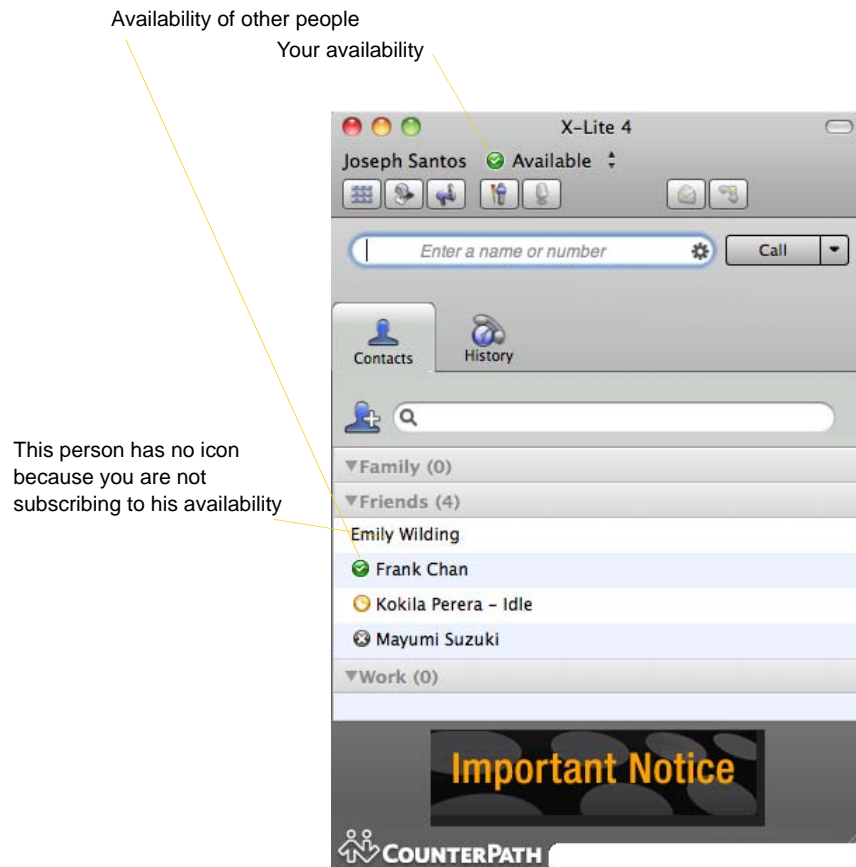 Availability of other people
Your availability
X-Lite 4
Joseph Santos Available
Enter a name or number
Call
Contacts
History
This person has no icon
because you are not
subscribing to his availability
Family (0)
Friends (4)
Emily Wilding
Frank Chan
Kokila Perera – Idle
Mayumi Suzuki
Work (0)
Important Notice
COUNTERPATH